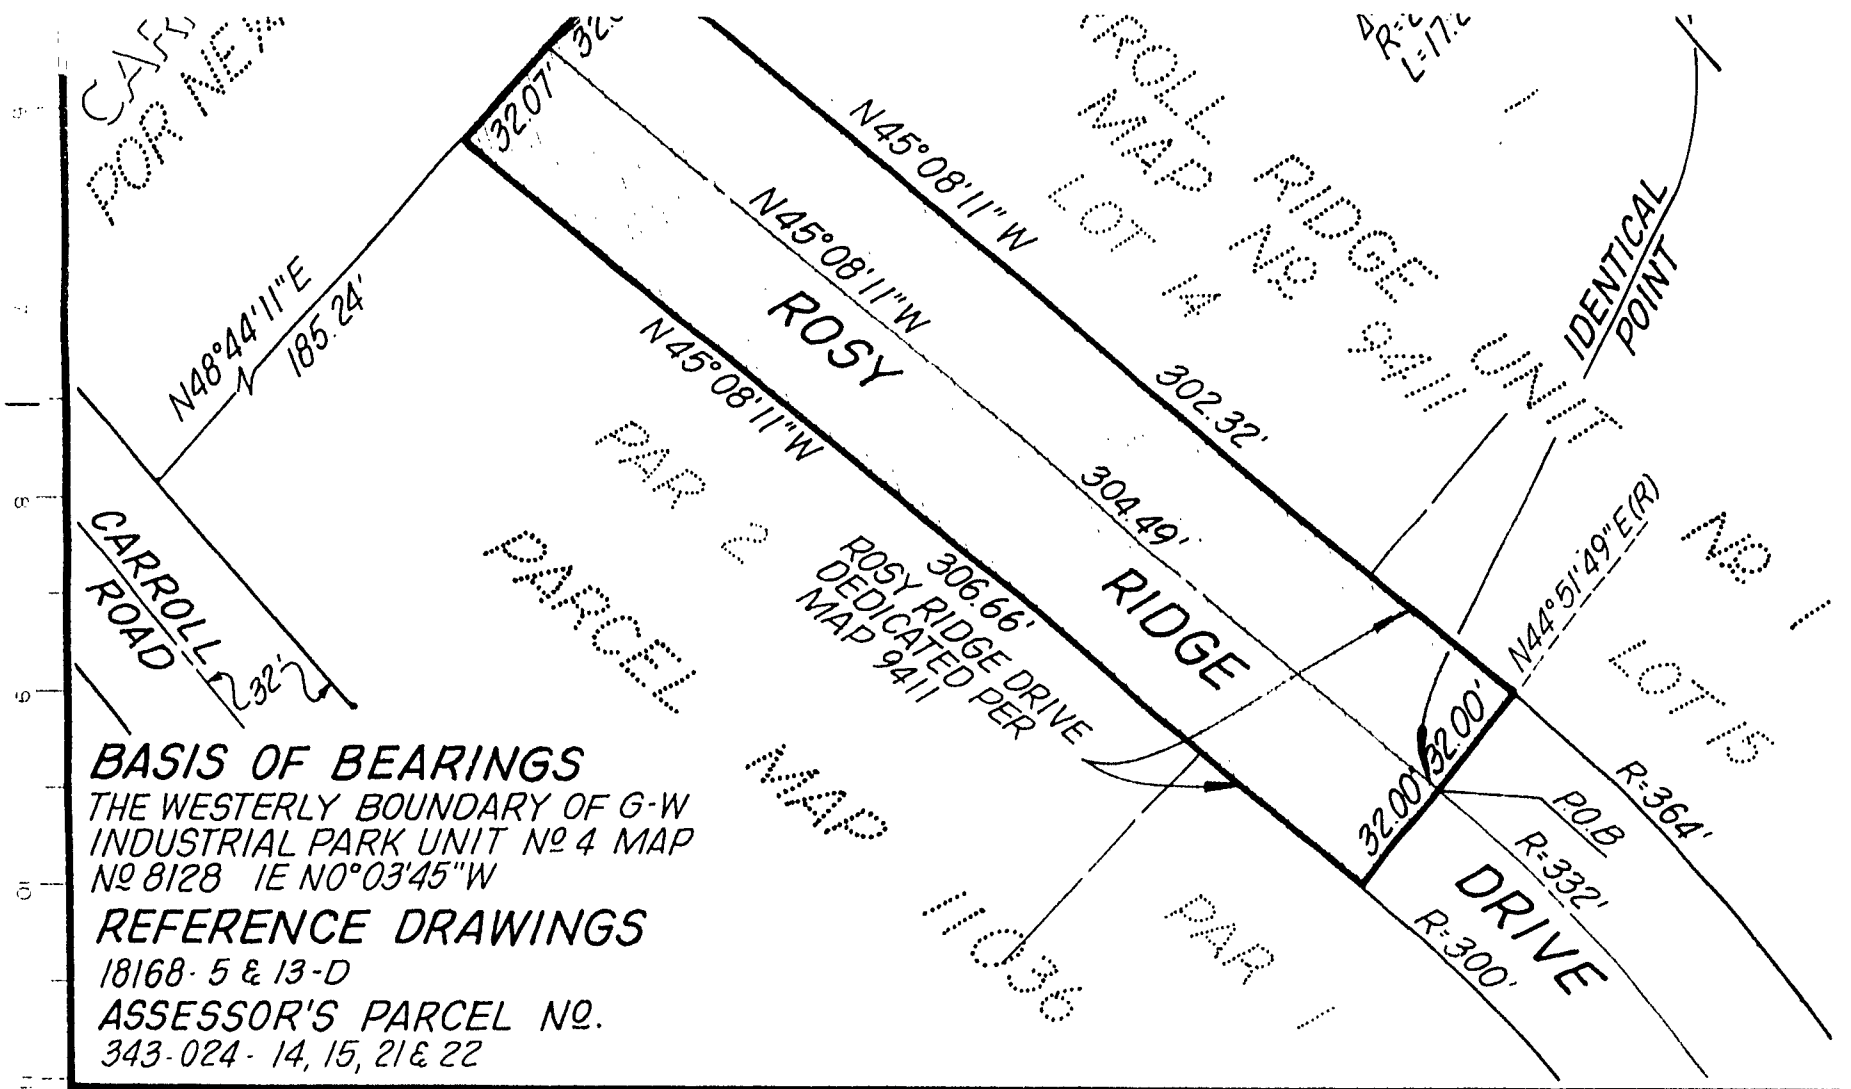 POR NEX
32.07'
N48°44'11"E
185.24'
N45°08'11"W
N45°08'11"W
N45°08'11"W
ROSY
RIDGE
DRIVE
302.32'
304.49'
306.66'
ROSY RIDGE DRIVE
DEDICATED PER
MAP 9411
MAP Nº 9411
RIDGE
UNIT
Nº 1
LOT 14
LOT 15
IDENTICAL
POINT
N44°51'49"E(R)
32.00'
32.00'
P.O.B
R=364'
R=332'
R=300'
PAR 2
PARCEL
MAP
11036
PAR 1
CARROLL
ROAD
32'
BASIS OF BEARINGS
THE WESTERLY BOUNDARY OF G-W
INDUSTRIAL PARK UNIT Nº 4 MAP
Nº 8128 IE N0°03'45"W
REFERENCE DRAWINGS
18168-5 & 13-D
ASSESSOR'S PARCEL Nº.
343-024-14, 15, 21 & 22